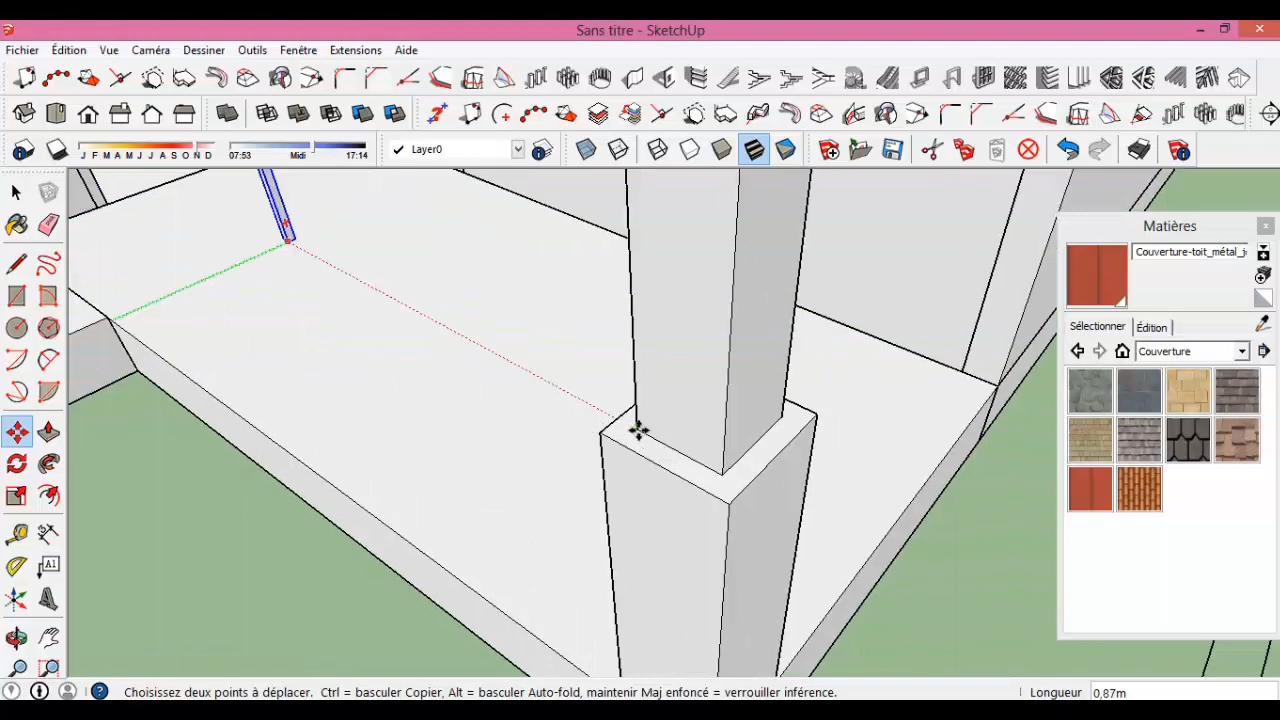 Sans titre - SketchUp
Fichier Édition Vue Caméra Dessiner Outils Fenêtre Extensions Aide
J F M A M J J A S O N D
07:53 Midi 17:14
Layer0
Matières
Couverture-toit_métal_j
Sélectionner Édition
Couverture
A1
Choisissez deux points à déplacer. Ctrl = basculer Copier, Alt = basculer Auto-fold, maintenir Maj enfoncé = verrouiller inférence.
Longueur 0,87m